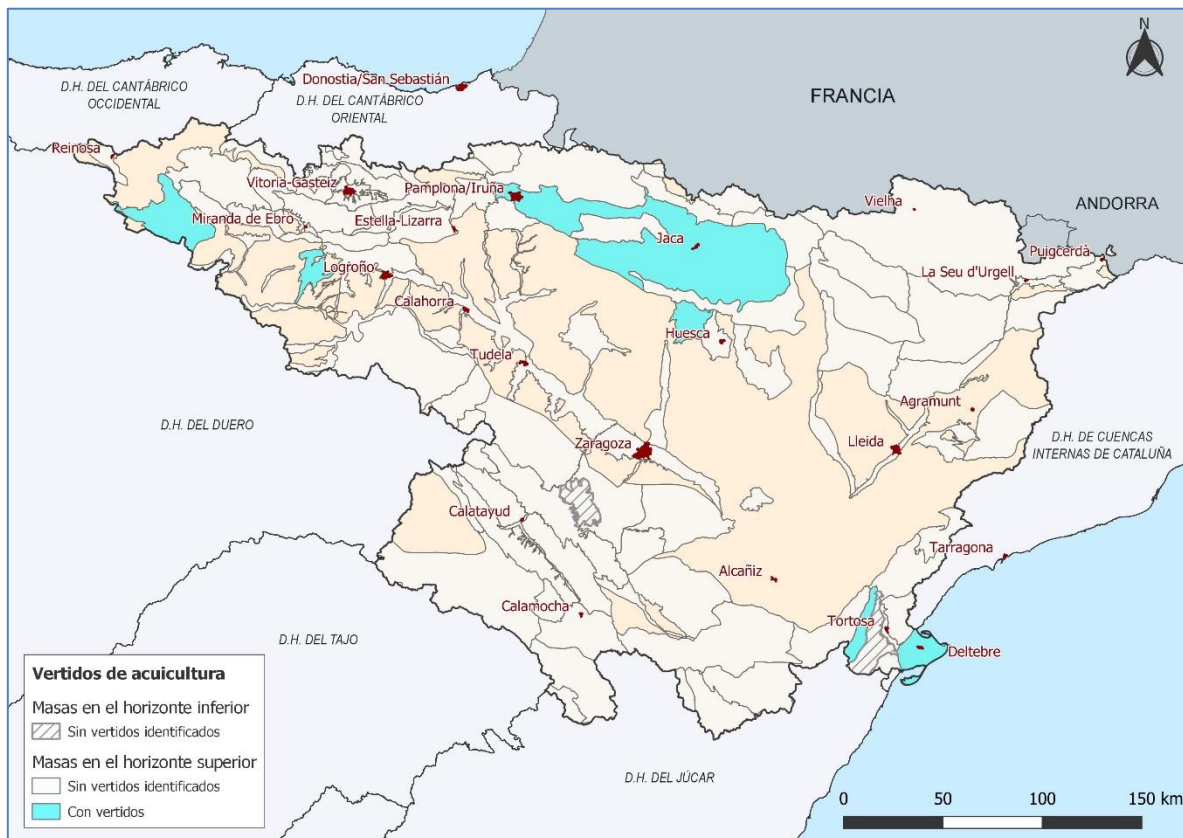 N
Donostia/San Sebastián
D.H. DEL CANTÁBRICO
OCCIDENTAL
D.H. DEL CANTÁBRICO
ORIENTAL
FRANCIA
Reinosa
Vitoria-Gasteiz
Pamplona/Iruña
Vielha
ANDORRA
Miranda de Ebro
Estella-Lizarra
Jaca
Puigcerdà
Logroño
La Seu d'Urgell
Calahorra
Huesca
Tudela
Agramunt
D.H. DEL DUERO
Zaragoza
Lleida
D.H. DE CUENCAS
INTERNAS DE CATALUÑA
Calatayud
Tarragona
Alcañiz
Calamocha
Tortosa
D.H. DEL TAJO
Deltebre
Vertidos de acuicultura
Masas en el horizonte inferior
Sin vertidos identificados
Masas en el horizonte superior
Sin vertidos identificados
Con vertidos
D.H. DEL JÚCAR
0 50 100 150 km